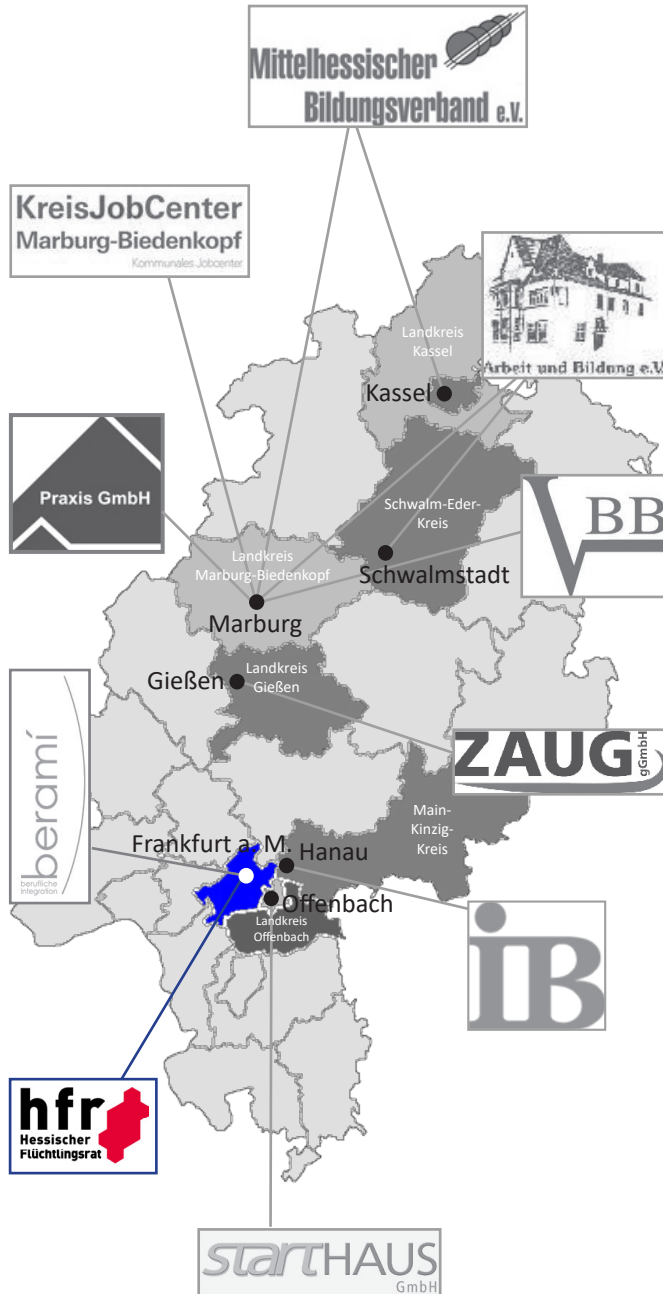 Mittelhessischer
Bildungsverband e.V.
KreisJobCenter
Marburg-Biedenkopf
Kommunales Jobcenter
Arbeit und Bildung e.V.
Landkreis
Kassel
Kassel
Praxis GmbH
Schwalm-Eder-
Kreis
VBB
Schwalmstadt
Landkreis
Marburg-Biedenkopf
Marburg
Landkreis
Gießen
Gießen
ZAUG
gGmbH
beramí
berufliche
integration
Main-
Kinzig-
Kreis
Frankfurt a. M.
Hanau
Offenbach
Landkreis
Offenbach
iB
hfr
Hessischer
Flüchtlingsrat
startHAUS
GmbH